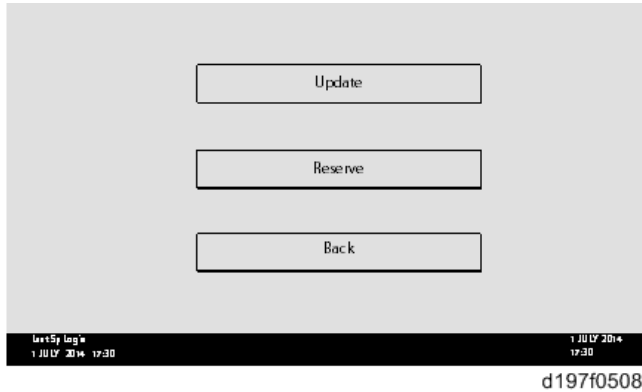 Update
Reserve
Back
Last Sp Login
1 JULY 2014 17:30
1 JULY 2014
17:30
d197f0508